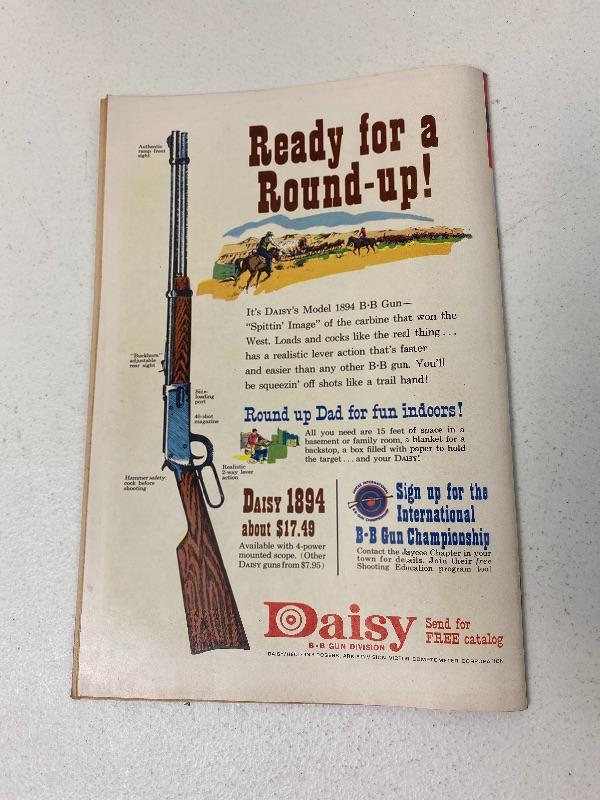 Ready for a
Round-up!
Authentic
ramp front
sight
It's DAISY'S Model 1894 B·B Gun—
"Spittin' Image" of the carbine that won the
West. Loads and cocks like the real thing...
has a realistic lever action that's faster
and easier than any other B·B gun. You'll
be squeezin' off shots like a trail hand!
"Buckhorn"
adjustable
rear sight
Side-
loading
port
40-shot
magazine
Round up Dad for fun indoors!
All you need are 15 feet of space in a
basement or family room, a blanket for a
backstop, a box filled with paper to hold
the target... and your DAISY!
Realistic
2-way lever
action
Hammer safety:
cock before
shooting
DAISY 1894
about $17.49
Available with 4-power
mounted scope. (Other
DAISY guns from $7.95)
Sign up for the
International
B·B Gun Championship
Contact the Jaycee Chapter in your
town for details. Join their free
Shooting Education program too!
Daisy
B·B GUN DIVISION
Send for
FREE catalog
ROGERS, ARK. DIVISION VICTOR COMPTOMETER CORPORATION